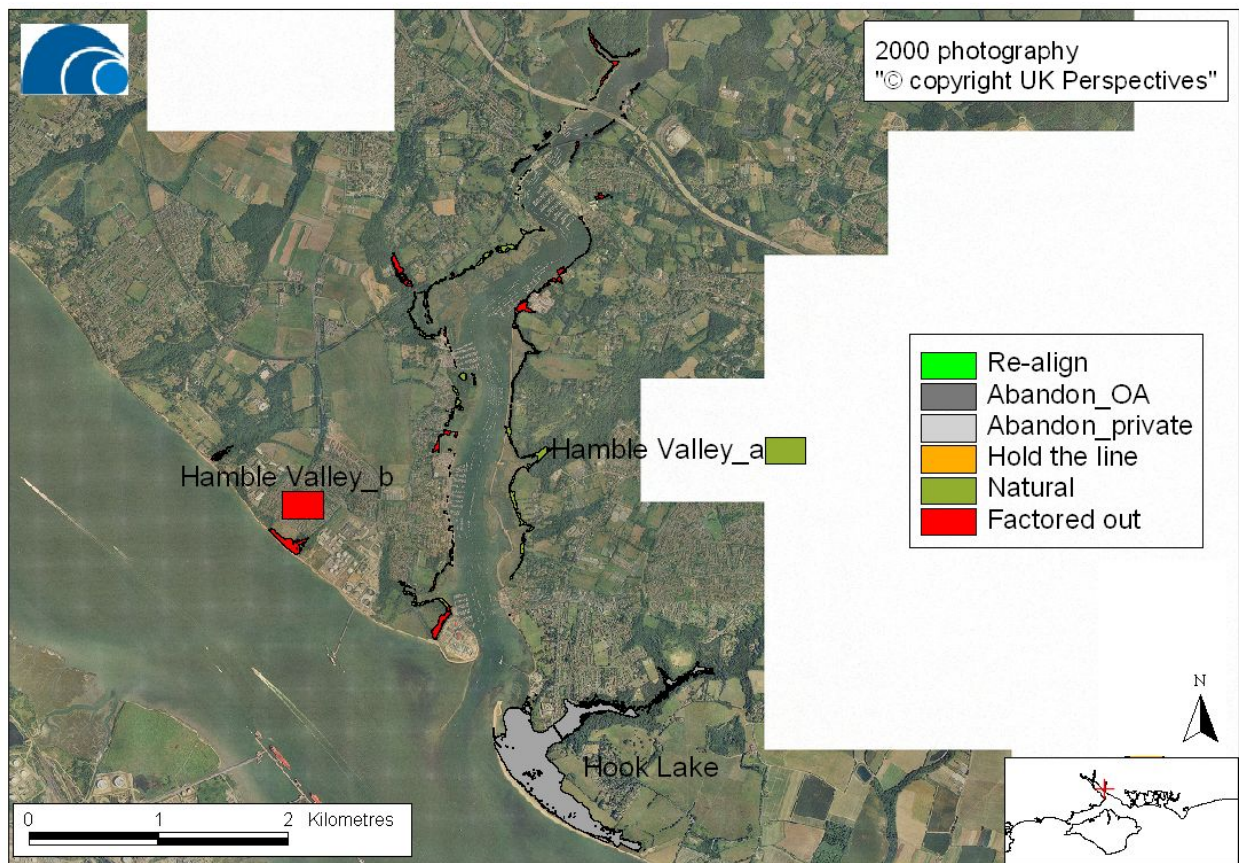 2000 photography
"© copyright UK Perspectives"
Re-align
Abandon_OA
Abandon_private
Hold the line
Natural
Factored out
Hamble Valley_a
Hamble Valley_b
Hook Lake
N
0 1 2 Kilometres